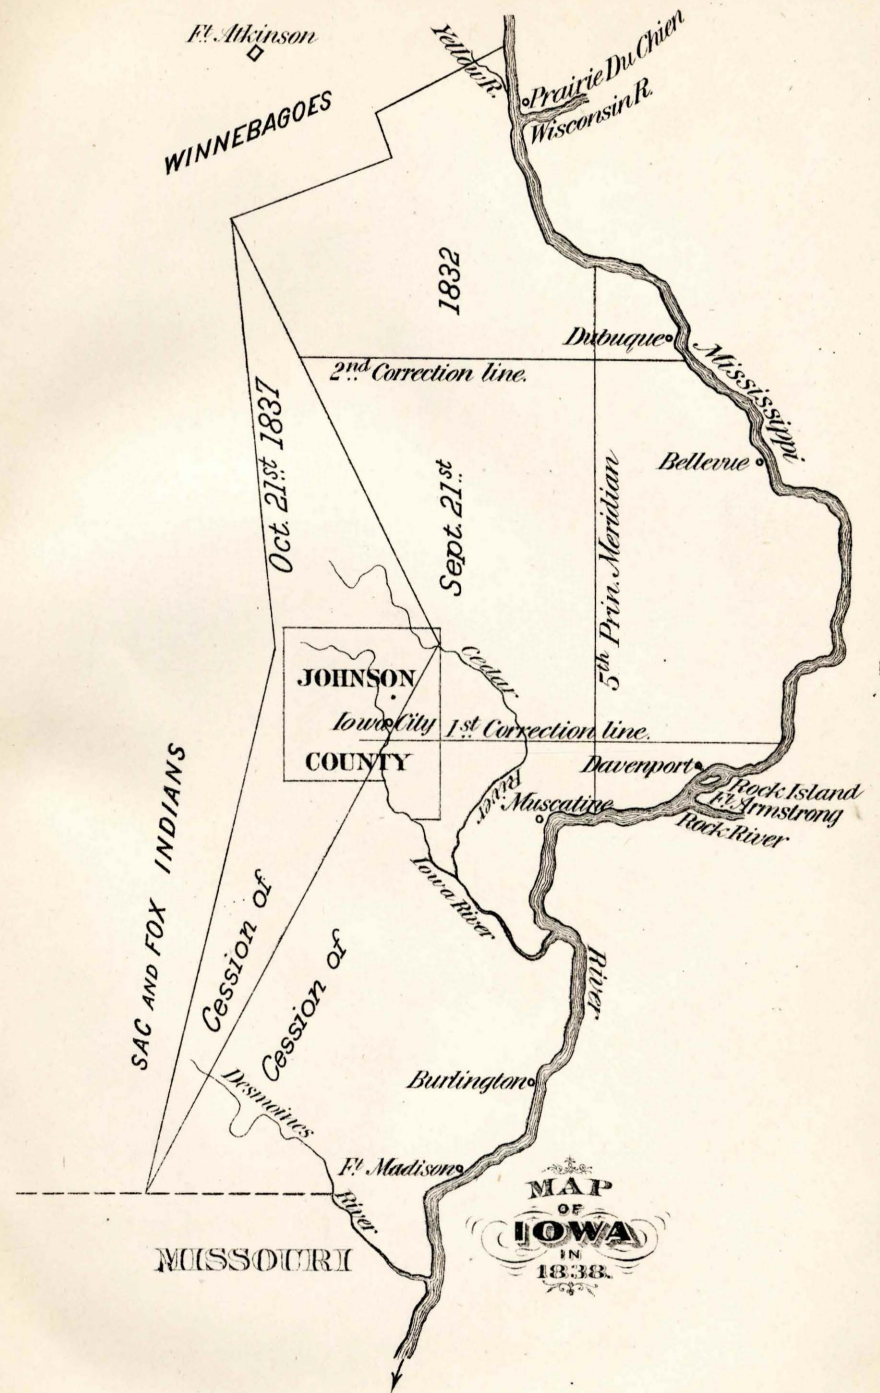 Ft. Atkinson
Yellow R.
Prairie Du Chien
Wisconsin R.
WINNEBAGOES
1832
Dubuque
2nd Correction line.
Mississippi
Oct. 21st 1837
Sept. 21st
Bellevue
5th Prin. Meridian
Cedar
JOHNSON
Iowa City
1st Correction line.
COUNTY
Davenport
River
Rock Island
Ft. Armstrong
Muscatine
Rock River
SAC AND FOX INDIANS
Iowa River
Cession of
Cession of
River
Desmoines
Burlington
Ft. Madison
River
MAP
OF
IOWA
IN
1838.
MISSOURI